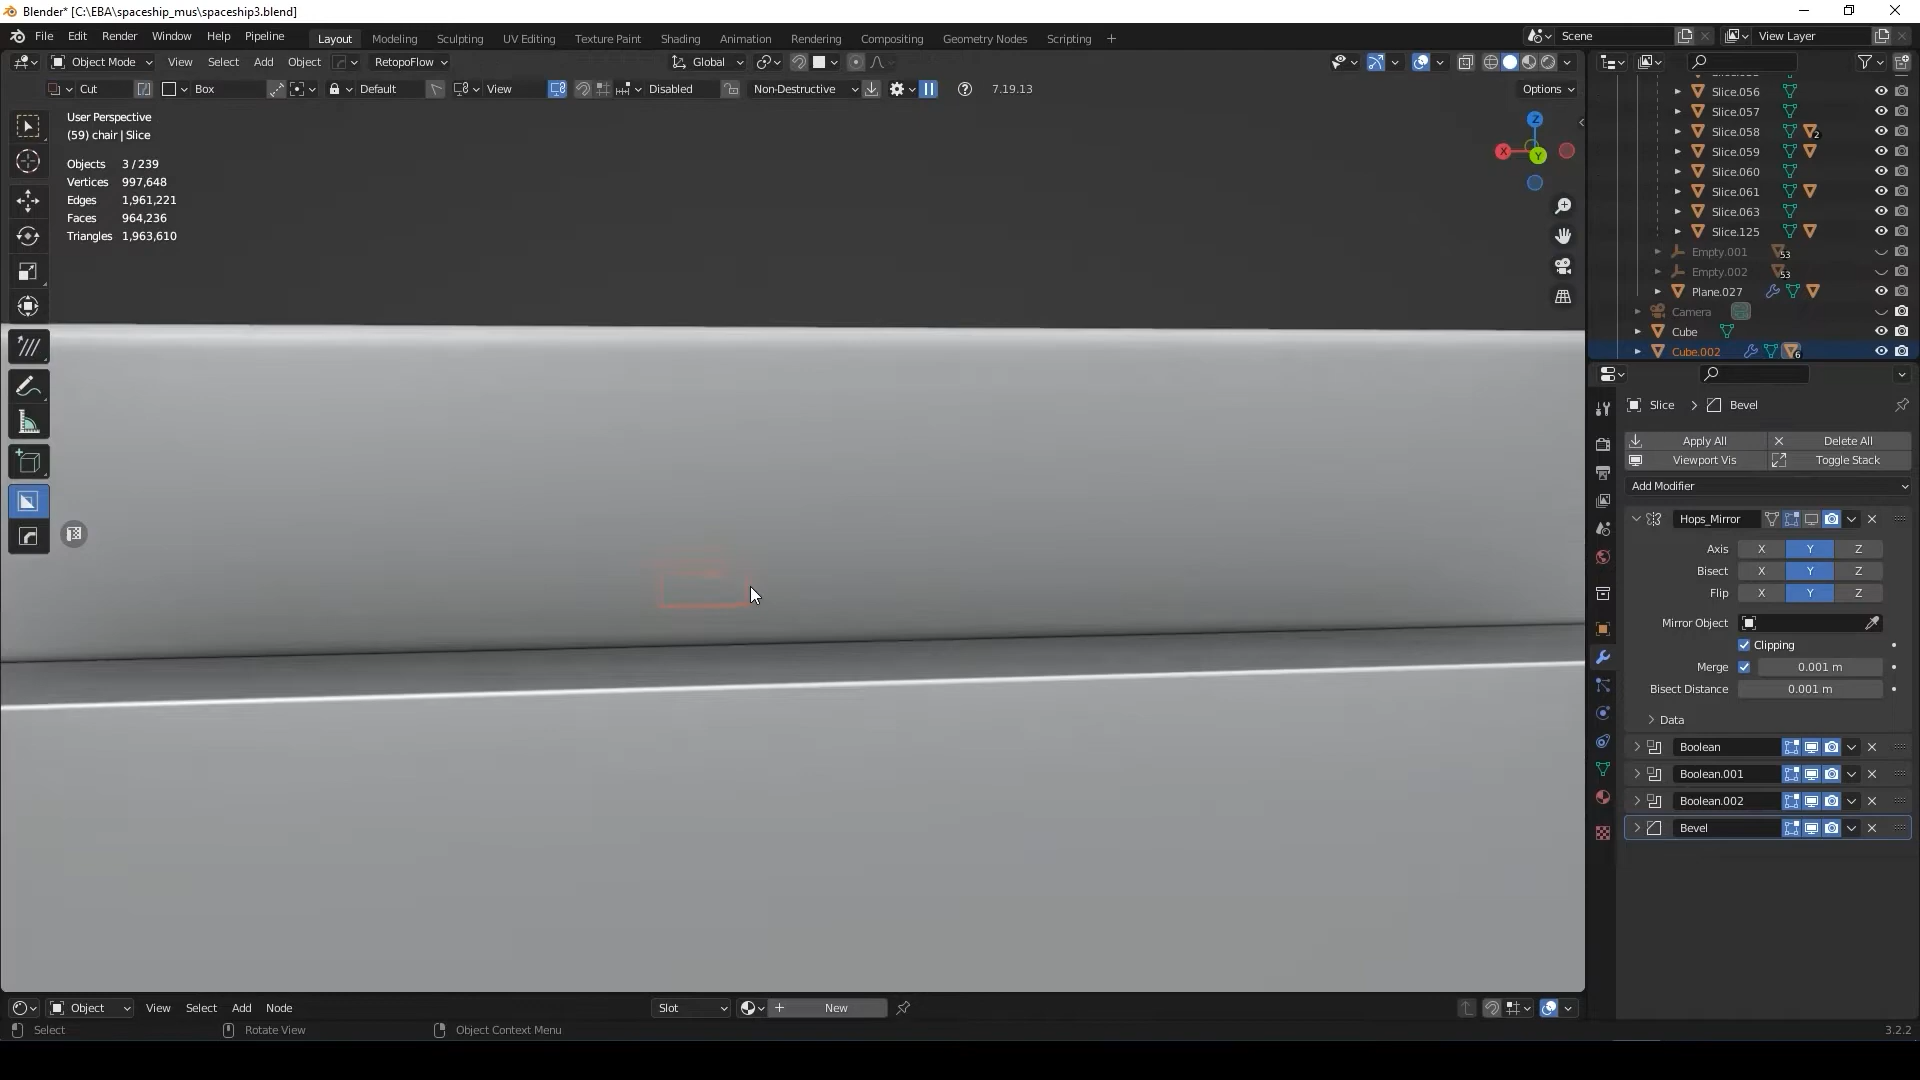 Blender* [C:\EBA\spaceship_mus\spaceship3.blend]
File Edit Render Window Help Pipeline Layout Modeling Sculpting UV Editing Texture Paint Shading Animation Rendering Compositing Geometry Nodes Scripting + Scene View Layer
Object Mode View Select Add Object RetopoFlow Global
Cut Box Default View Disabled Non-Destructive 7.19.13 Options
User Perspective
(59) chair | Slice
Objects 3 / 239
Vertices 997,648
Edges 1,961,221
Faces 964,236
Triangles 1,963,610
Z
X
Y
Slice.056
Slice.057
Slice.058 2
Slice.059
Slice.060
Slice.061
Slice.063
Slice.125
Empty.001 53
Empty.002 53
Plane.027
Camera
Cube
Cube.002 6
Slice > Bevel
Apply All Delete All
Viewport Vis Toggle Stack
Add Modifier
Hops_Mirror
Axis X Y Z
Bisect X Y Z
Flip X Y Z
Mirror Object
Clipping
Merge 0.001 m
Bisect Distance 0.001 m
Data
Boolean
Boolean.001
Boolean.002
Bevel
Object View Select Add Node Slot New
Select Rotate View Object Context Menu 3.2.2